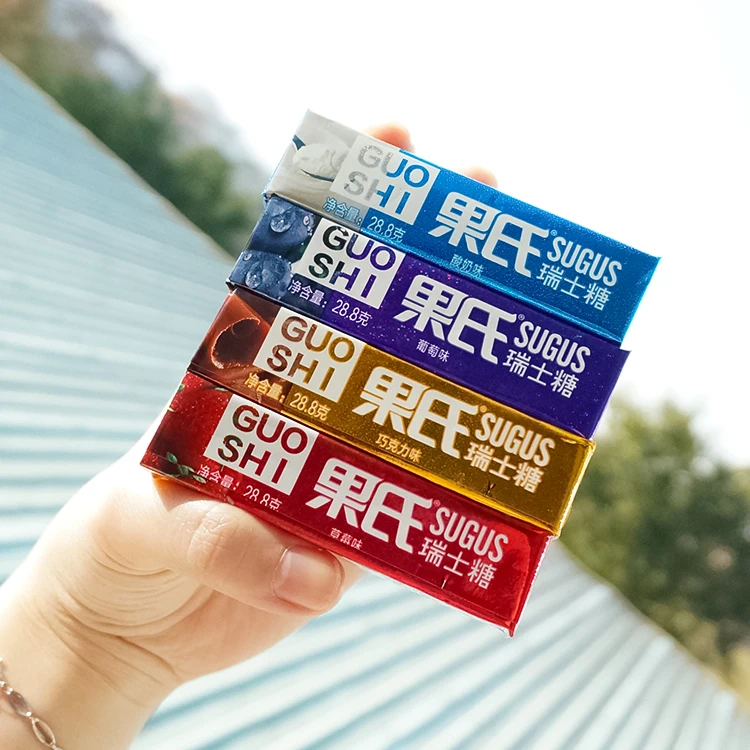 GUO
SHI
净含量:
28.8克
果氏
®
SUGUS
瑞士糖
酸奶味
GUO
SHI
净含量:
28.8克
果氏
®
SUGUS
瑞士糖
葡萄味
GUO
SHI
净含量:
28.8克
果氏
®
SUGUS
瑞士糖
巧克力味
GUO
SHI
净含量:
28.8克
果氏
®
SUGUS
瑞士糖
草莓味